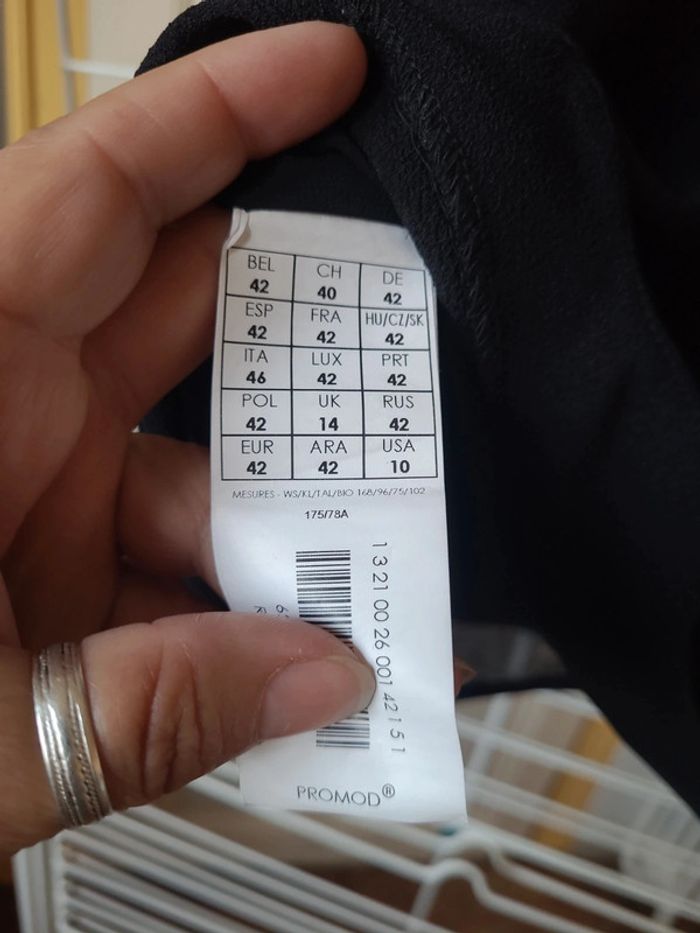 BEL CH DE
42 40 42
ESP FRA HU/CZ/SK
42 42 42
ITA LUX PRT
46 42 42
POL UK RUS
42 14 42
EUR ARA USA
42 42 10
MESURES - WS/KL/TAL/BIO 168/96/75/102
175/78A
1 3 21 00 26 001 42 1 5 1
PROMOD®